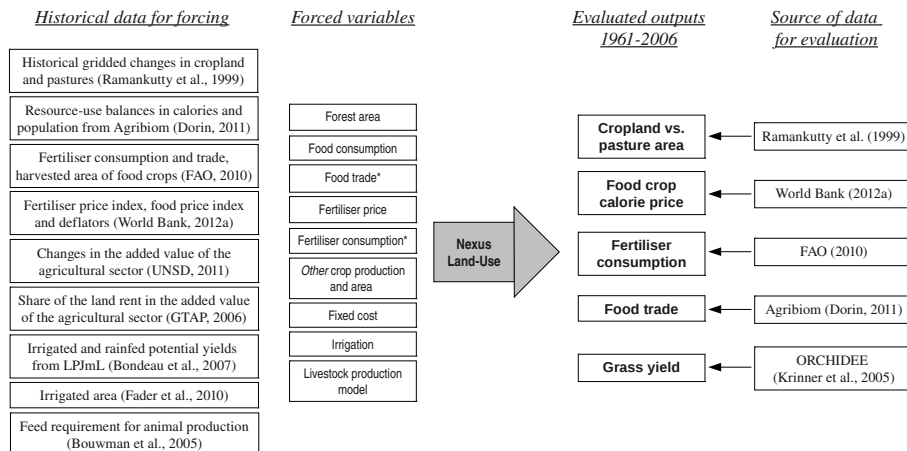 Historical data for forcing
Historical gridded changes in cropland
and pastures (Ramankutty et al., 1999)
Resource-use balances in calories and
population from Agribiom (Dorin, 2011)
Fertiliser consumption and trade,
harvested area of food crops (FAO, 2010)
Fertiliser price index, food price index
and deflators (World Bank, 2012a)
Changes in the added value of the
agricultural sector (UNSD, 2011)
Share of the land rent in the added value
of the agricultural sector (GTAP, 2006)
Irrigated and rainfed potential yields
from LPJmL (Bondeau et al., 2007)
Irrigated area (Fader et al., 2010)
Feed requirement for animal production
(Bouwman et al., 2005)
Forced variables
Forest area
Food consumption
Food trade*
Fertiliser price
Fertiliser consumption*
Other crop production
and area
Fixed cost
Irrigation
Livestock production
model
Nexus
Land-Use
Evaluated outputs
1961-2006
Cropland vs.
pasture area
Food crop
calorie price
Fertiliser
consumption
Food trade
Grass yield
Source of data
for evaluation
Ramankutty et al. (1999)
World Bank (2012a)
FAO (2010)
Agribiom (Dorin, 2011)
ORCHIDEE
(Krinner et al., 2005)